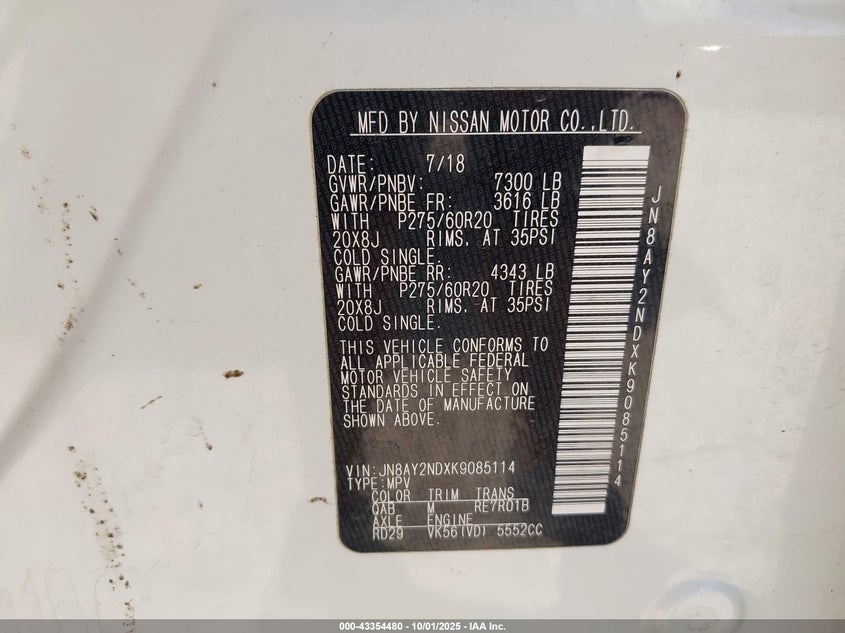 MFD BY NISSAN MOTOR CO.,LTD.
DATE: 7/18
GVWR/PNBV: 7300 LB
GAWR/PNBE FR: 3616 LB
WITH P275/60R20 TIRES
20X8J RIMS. AT 35PSI
COLD SINGLE.
GAWR/PNBE RR: 4343 LB
WITH P275/60R20 TIRES
20X8J RIMS. AT 35PSI
COLD SINGLE.
THIS VEHICLE CONFORMS TO
ALL APPLICABLE FEDERAL
MOTOR VEHICLE SAFETY
STANDARDS IN EFFECT ON
THE DATE OF MANUFACTURE
SHOWN ABOVE.
VIN:JN8AY2NDXK9085114
TYPE:MPV
COLOR TRIM TRANS
QAB M RE7R01B
AXLE ENGINE
RD29 VK56(VD) 5552CC
JN8AY2NDXK9085114
000-43354480 - 10/01/2025 - IAA Inc.